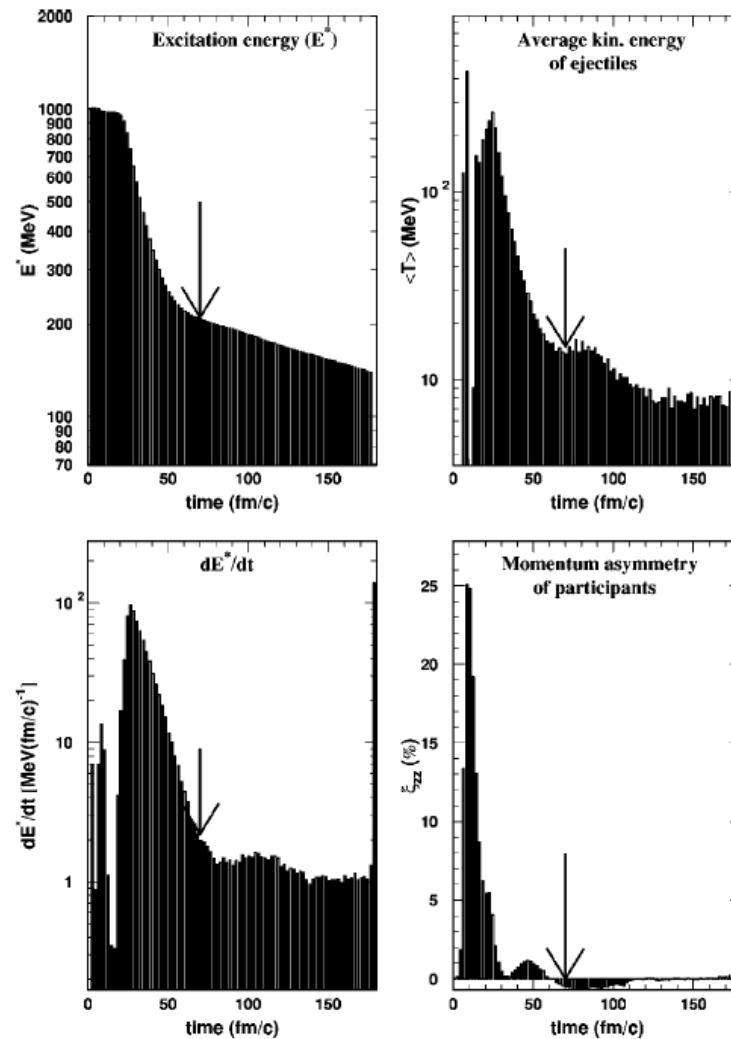 Excitation energy (E*)
2000
1000
900
800
700
600
500
400
300
200
100
90
80
70
E* (MeV)
0 50 100 150
time (fm/c)
Average kin. energy
of ejectiles
10²
10
<T> (MeV)
0 50 100 150
time (fm/c)
dE*/dt
10²
10
1
dE*/dt [MeV(fm/c)⁻¹]
0 50 100 150
time (fm/c)
Momentum asymmetry
of participants
25
20
15
10
5
0
ξzz (%)
0 50 100 150
time (fm/c)